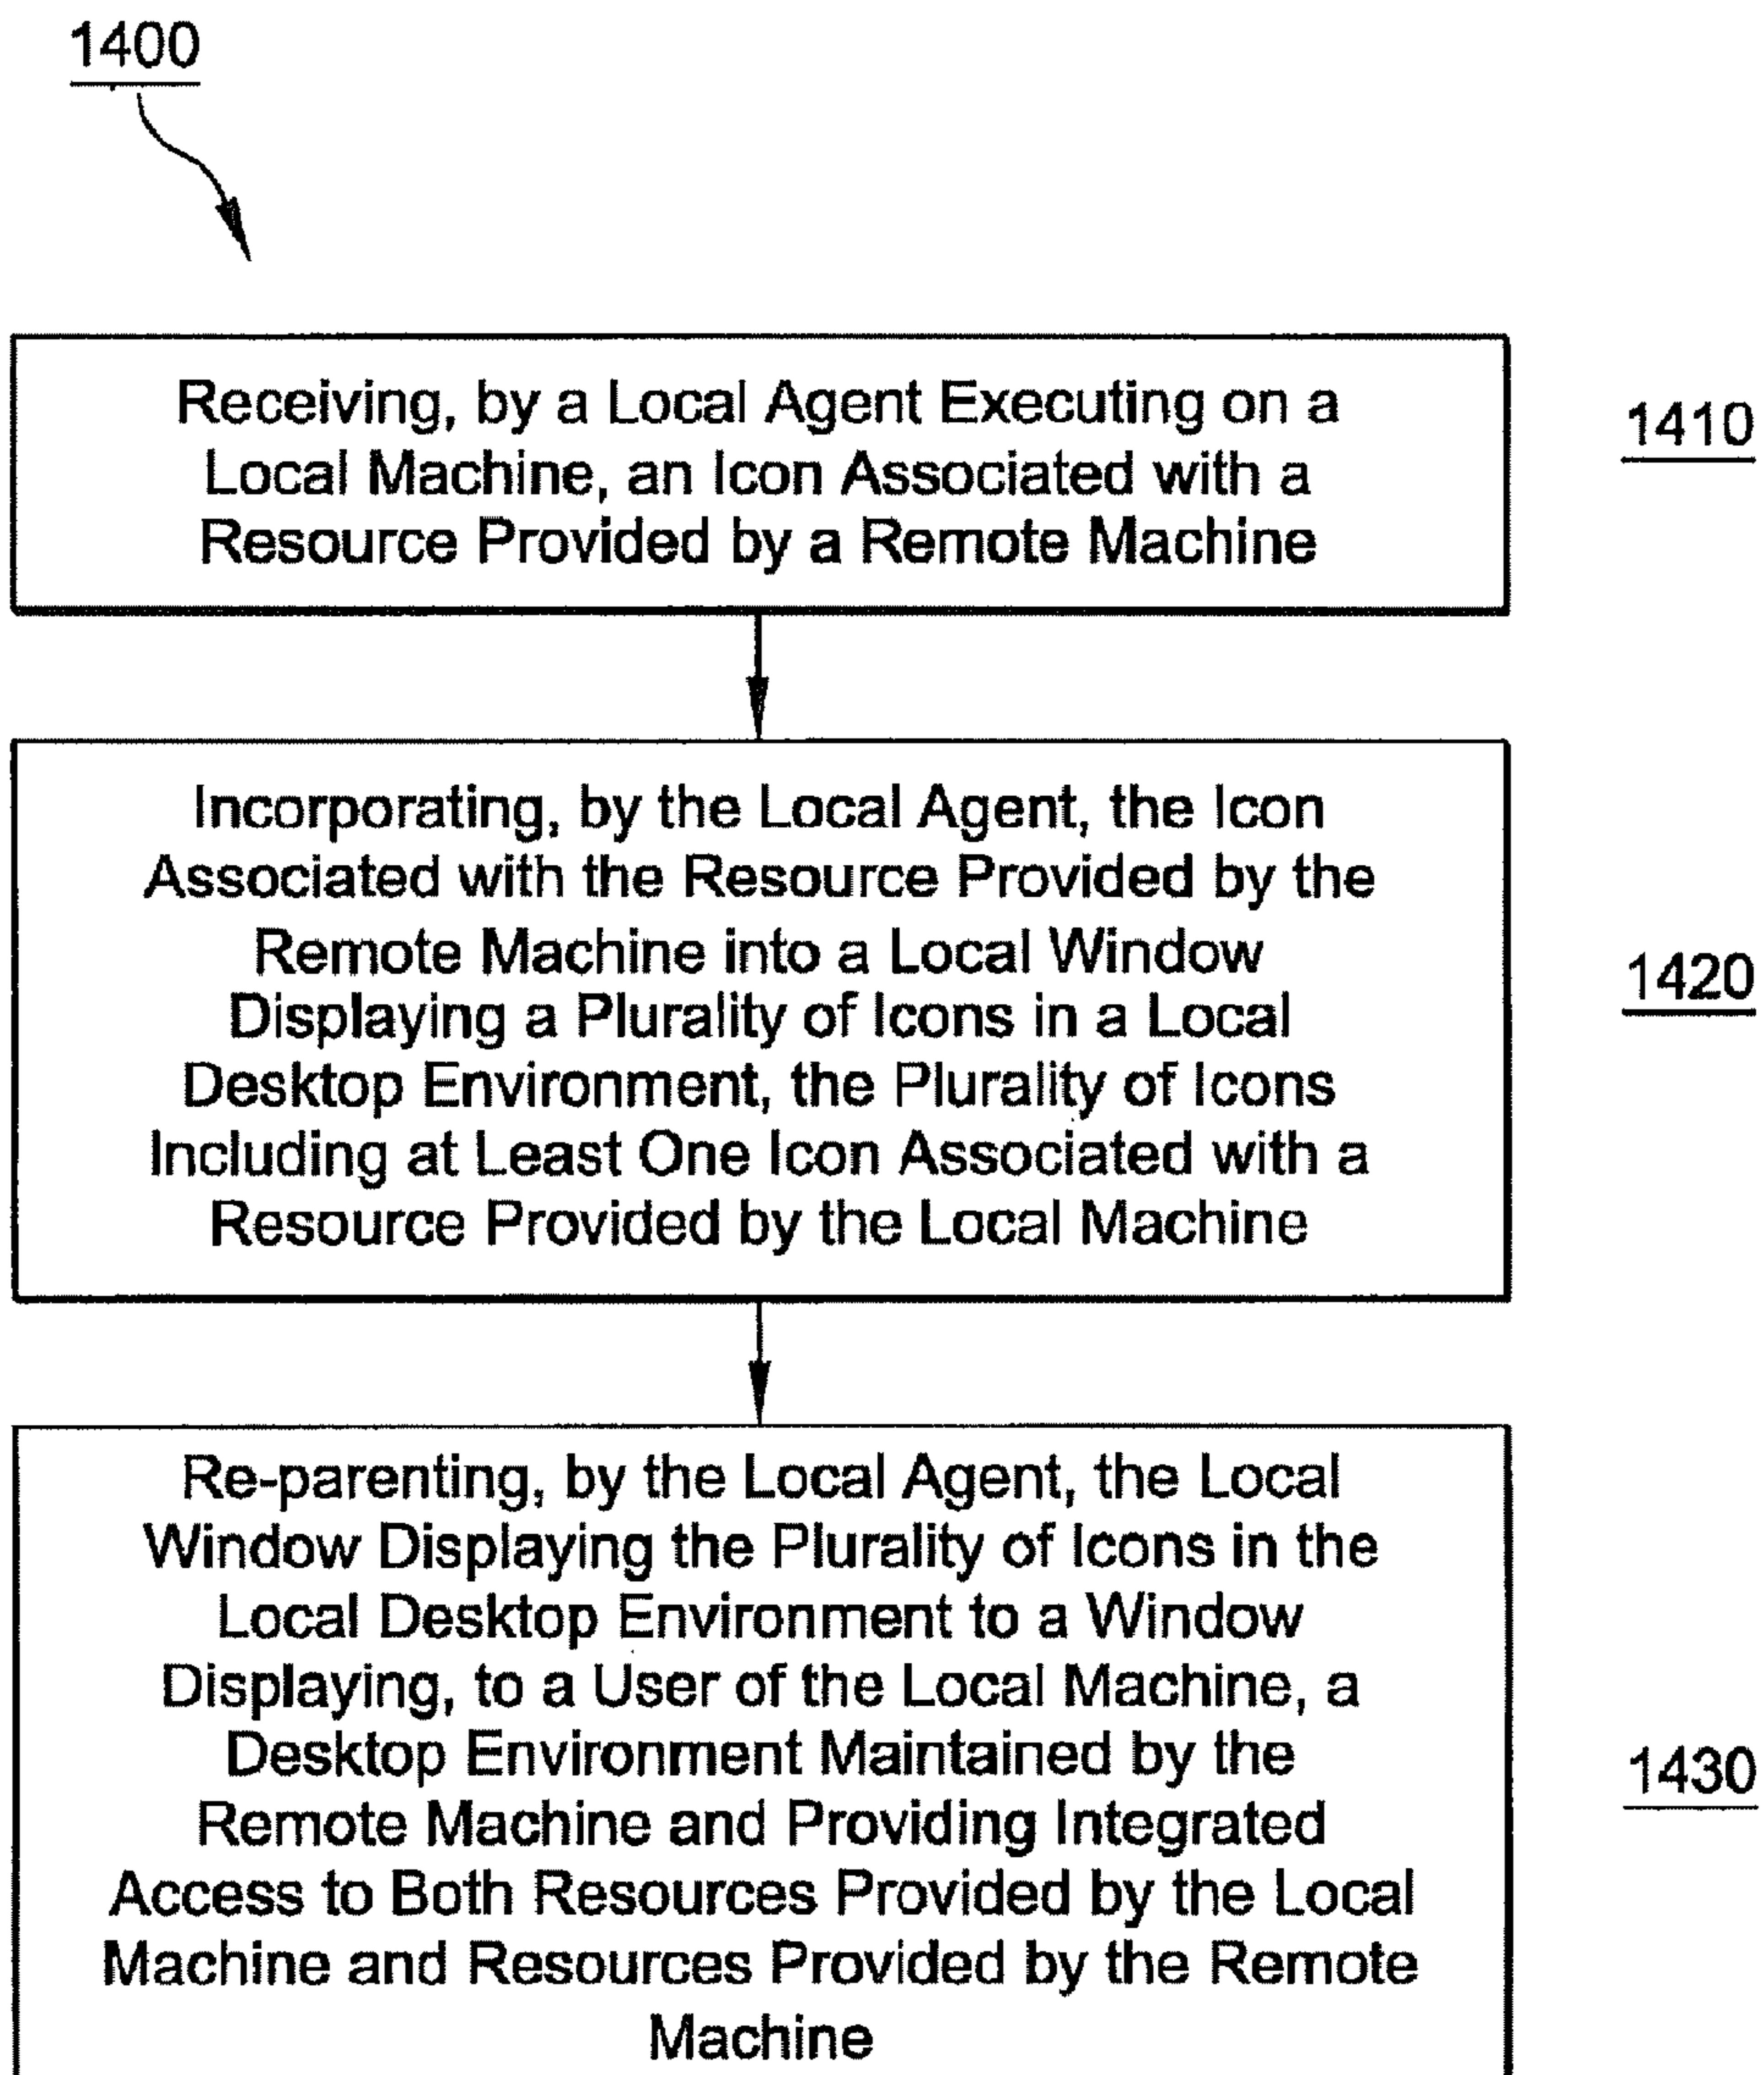 1400
Receiving, by a Local Agent Executing on a
Local Machine, an Icon Associated with a
Resource Provided by a Remote Machine
1410
Incorporating, by the Local Agent, the Icon
Associated with the Resource Provided by the
Remote Machine into a Local Window
Displaying a Plurality of Icons in a Local
Desktop Environment, the Plurality of Icons
Including at Least One Icon Associated with a
Resource Provided by the Local Machine
1420
Re-parenting, by the Local Agent, the Local
Window Displaying the Plurality of Icons in the
Local Desktop Environment to a Window
Displaying, to a User of the Local Machine, a
Desktop Environment Maintained by the
Remote Machine and Providing Integrated
Access to Both Resources Provided by the Local
Machine and Resources Provided by the Remote
Machine
1430